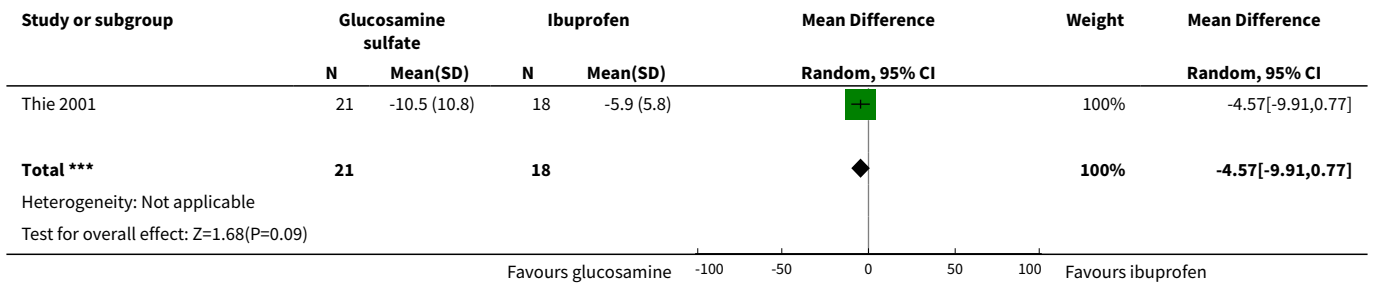 Study or subgroup Glucosamine sulfate Ibuprofen Mean Difference Weight Mean Difference
N Mean(SD) N Mean(SD) Random, 95% CI Random, 95% CI
Thie 2001 21 -10.5 (10.8) 18 -5.9 (5.8) 100% -4.57[-9.91,0.77]
Total *** 21 18 100% -4.57[-9.91,0.77]
Heterogeneity: Not applicable
Test for overall effect: Z=1.68(P=0.09)
Favours glucosamine -100 -50 0 50 100 Favours ibuprofen